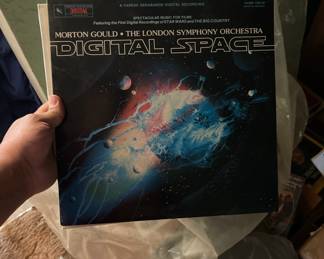 DIGITAL
A VARESE SARABANDE DIGITAL RECORDING
SPECTACULAR MUSIC FOR FILMS
Featuring the First Digital Recordings of STAR WARS and THE BIG COUNTRY
MORTON GOULD • THE LONDON SYMPHONY ORCHESTRA
DIGITAL SPACE